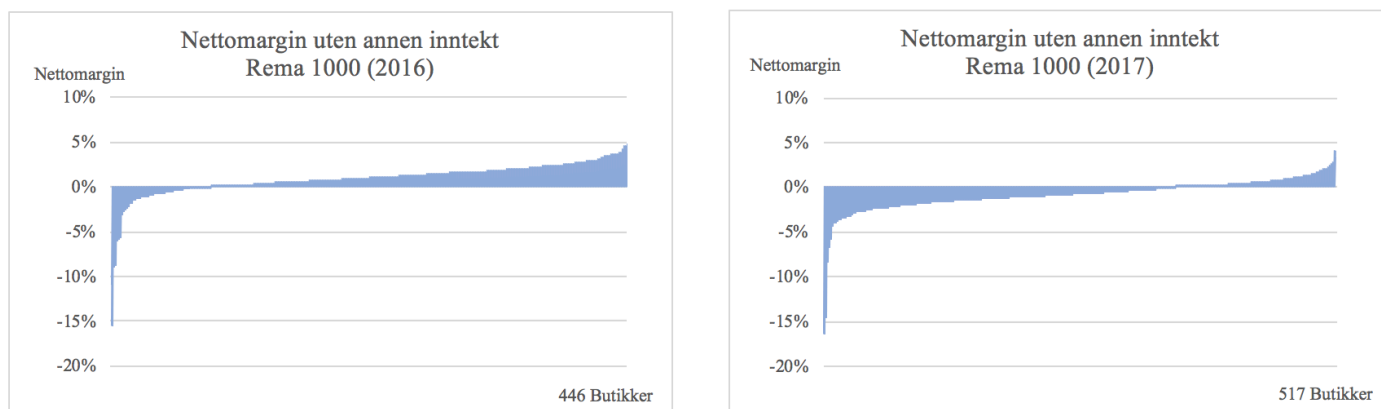 Nettomargin uten annen inntekt
Rema 1000 (2016)
Nettomargin
10%
5%
0%
-5%
-10%
-15%
-20%
446 Butikker
Nettomargin uten annen inntekt
Rema 1000 (2017)
Nettomargin
10%
5%
0%
-5%
-10%
-15%
-20%
517 Butikker